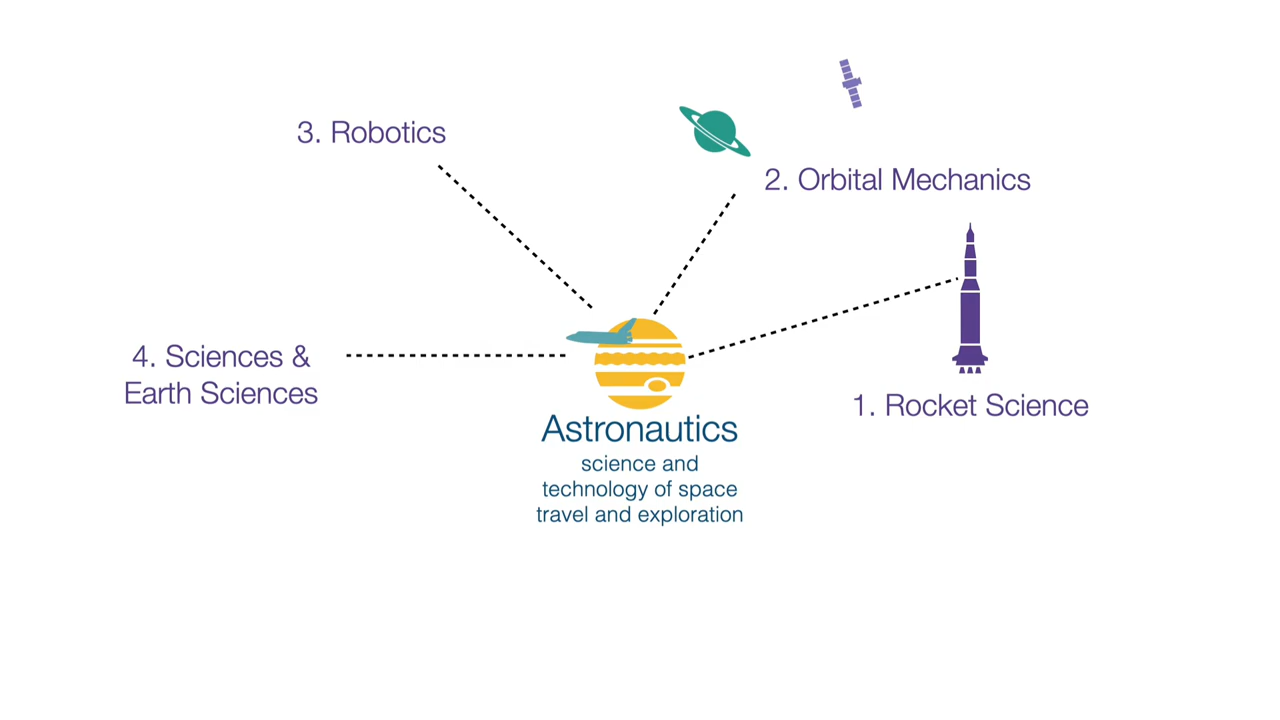 3. Robotics
2. Orbital Mechanics
4. Sciences &
Earth Sciences
1. Rocket Science
Astronautics
science and
technology of space
travel and exploration